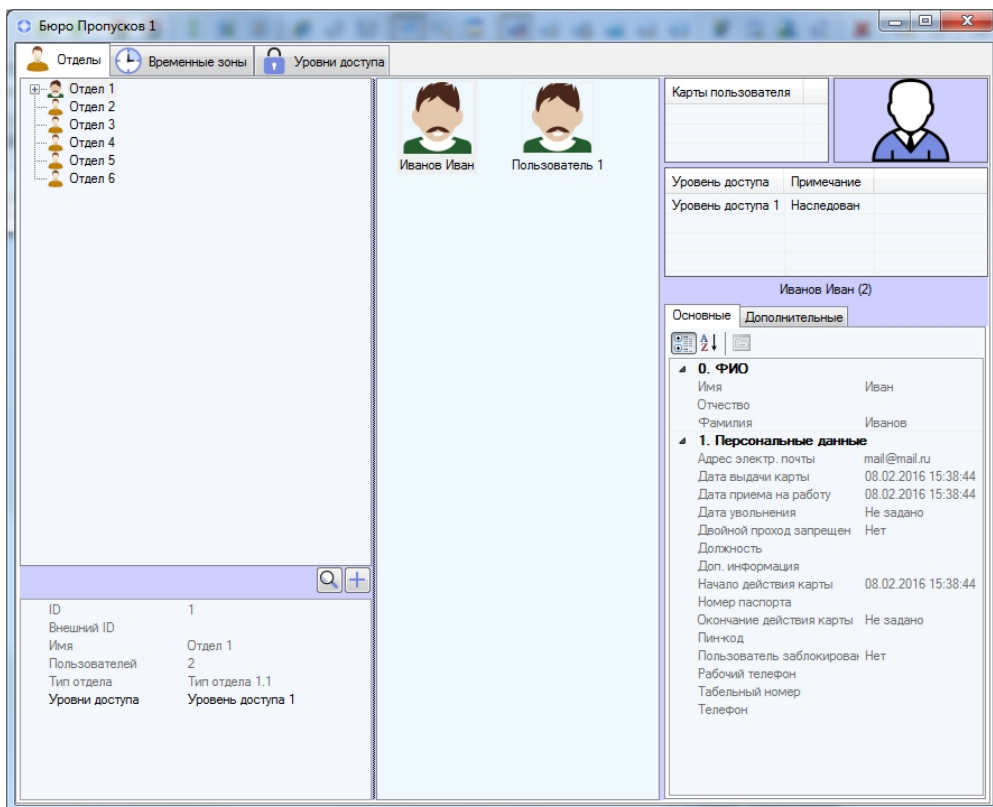 Бюро Пропусков 1
Отделы Временные зоны Уровни доступа
Отдел 1
Отдел 2
Отдел 3
Отдел 4
Отдел 5
Отдел 6
ID 1
Внешний ID
Имя Отдел 1
Пользователей 2
Тип отдела Тип отдела 1.1
Уровни доступа Уровень доступа 1
Иванов Иван Пользователь 1
Карты пользователя
Уровень доступа Примечание
Уровень доступа 1 Наследован
Иванов Иван (2)
Основные Дополнительные
0. ФИО
Имя Иван
Отчество
Фамилия Иванов
1. Персональные данные
Адрес электр. почты mail@mail.ru
Дата выдачи карты 08.02.2016 15:38:44
Дата приема на работу 08.02.2016 15:38:44
Дата увольнения Не задано
Двойной проход запрещен Нет
Должность
Доп. информация
Начало действия карты 08.02.2016 15:38:44
Номер паспорта
Окончание действия карты Не задано
Пин-код
Пользователь заблокирован Нет
Рабочий телефон
Табельный номер
Телефон